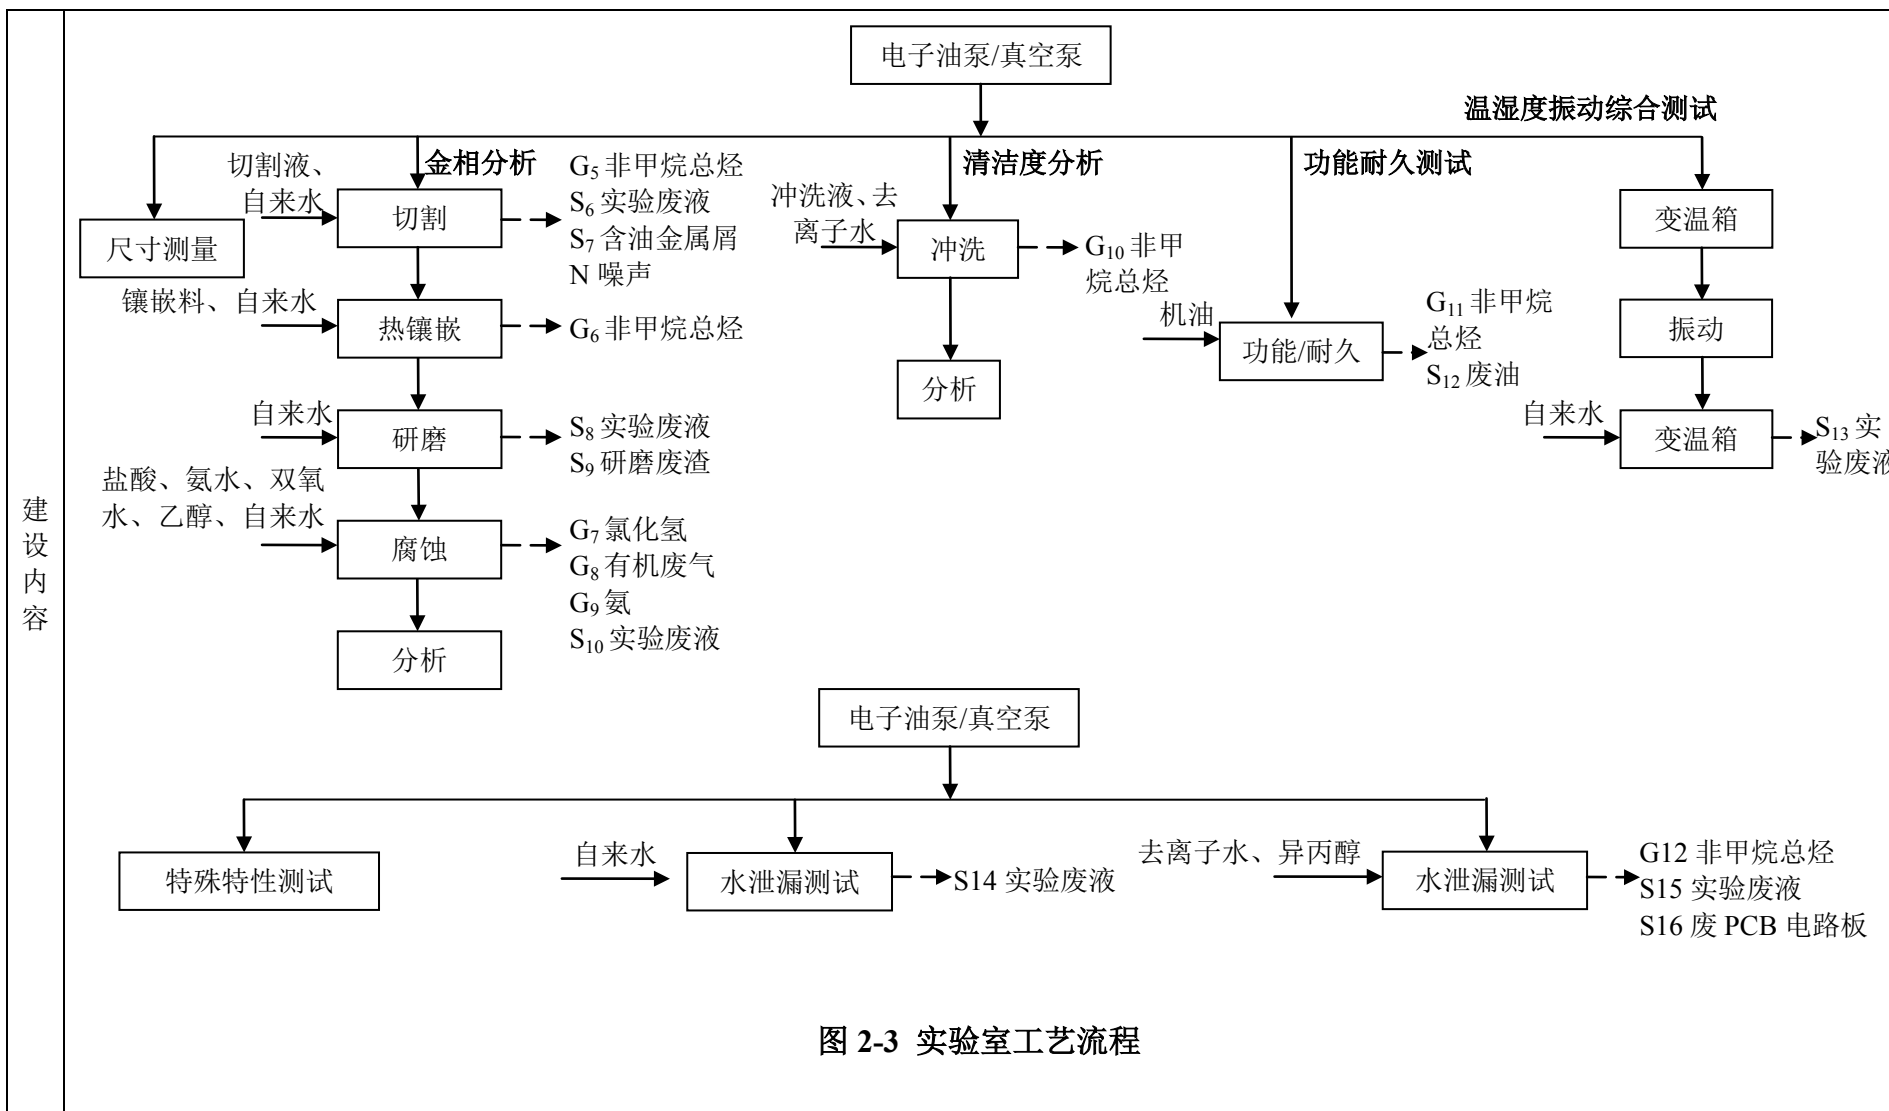 建
设
内
容
电子油泵/真空泵
温湿度振动综合测试
尺寸测量
金相分析
切割液、
自来水
切割
G5 非甲烷总烃
S6 实验废液
S7 含油金属屑
N 噪声
镶嵌料、自来水
热镶嵌
G6 非甲烷总烃
自来水
研磨
S8 实验废液
S9 研磨废渣
盐酸、氨水、双氧
水、乙醇、自来水
腐蚀
G7 氯化氢
G8 有机废气
G9 氨
S10 实验废液
分析
清洁度分析
冲洗液、去
离子水
冲洗
G10 非甲
烷总烃
分析
功能耐久测试
机油
功能/耐久
G11 非甲烷
总烃
S12 废油
变温箱
振动
自来水
变温箱
S13 实
验废液
电子油泵/真空泵
特殊特性测试
自来水
水泄漏测试
S14 实验废液
去离子水、异丙醇
水泄漏测试
G12 非甲烷总烃
S15 实验废液
S16 废 PCB 电路板
图 2-3 实验室工艺流程